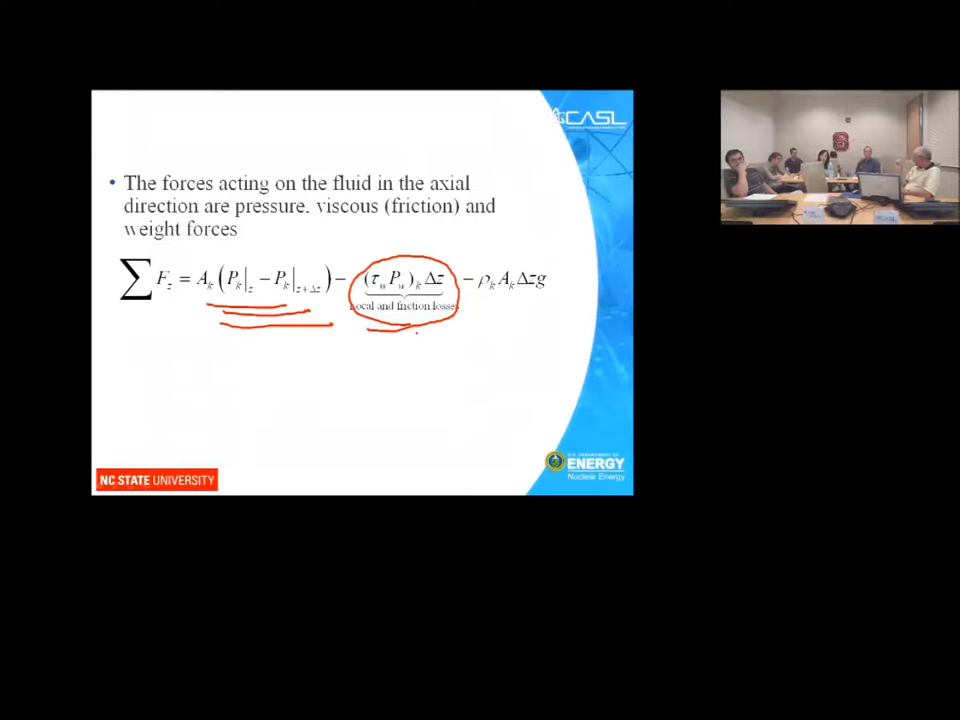 CASL
• The forces acting on the fluid in the axial
direction are pressure, viscous (friction) and
weight forces
∑ F_z = A_k (P_k|_z − P_k|_{z+Δz}) − (τ_w P_w)_k Δz − ρ_k A_k Δz g
Local and friction losses
U.S. DEPARTMENT OF
ENERGY
Nuclear Energy
NC STATE UNIVERSITY